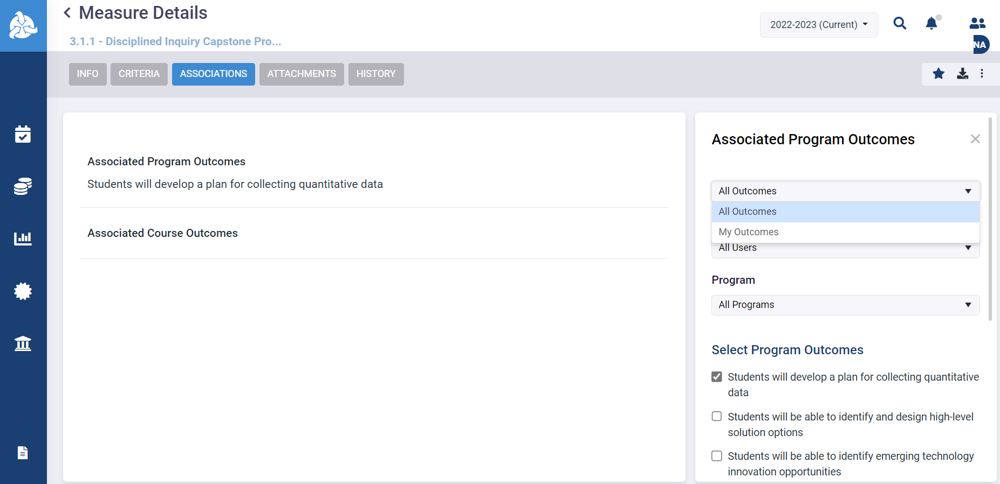 Measure Details
3.1.1 - Disciplined Inquiry Capstone Pro...
2022-2023 (Current)
NA
INFO
CRITERIA
ASSOCIATIONS
ATTACHMENTS
HISTORY
Associated Program Outcomes
Students will develop a plan for collecting quantitative data
Associated Course Outcomes
Associated Program Outcomes
All Outcomes
All Outcomes
My Outcomes
All Users
Program
All Programs
Select Program Outcomes
Students will develop a plan for collecting quantitative
data
Students will be able to identify and design high-level
solution options
Students will be able to identify emerging technology
innovation opportunities